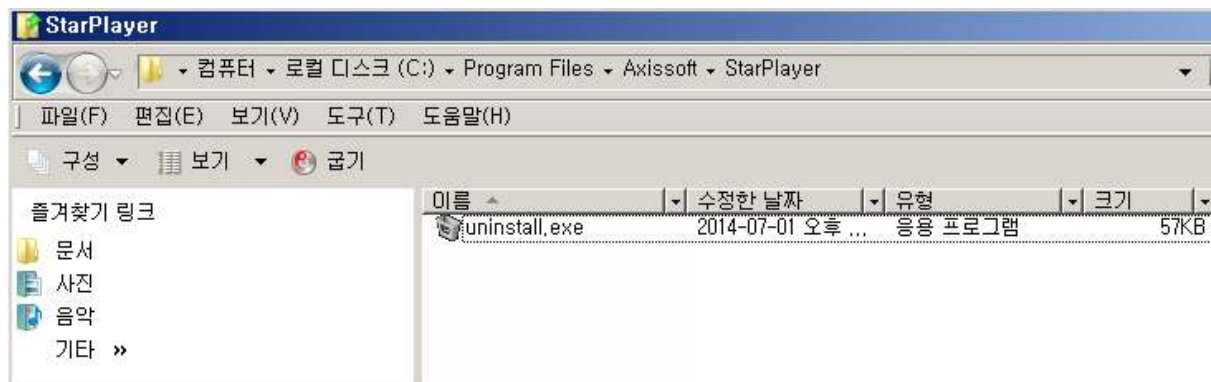 StarPlayer
컴퓨터 로컬 디스크 (C:) Program Files Axissoft StarPlayer
파일(F) 편집(E) 보기(V) 도구(T) 도움말(H)
구성 보기 굽기
즐겨찾기 링크
문서
사진
음악
기타 »
이름 수정한 날짜 유형 크기
uninstall.exe 2014-07-01 오후 ... 응용 프로그램 57KB